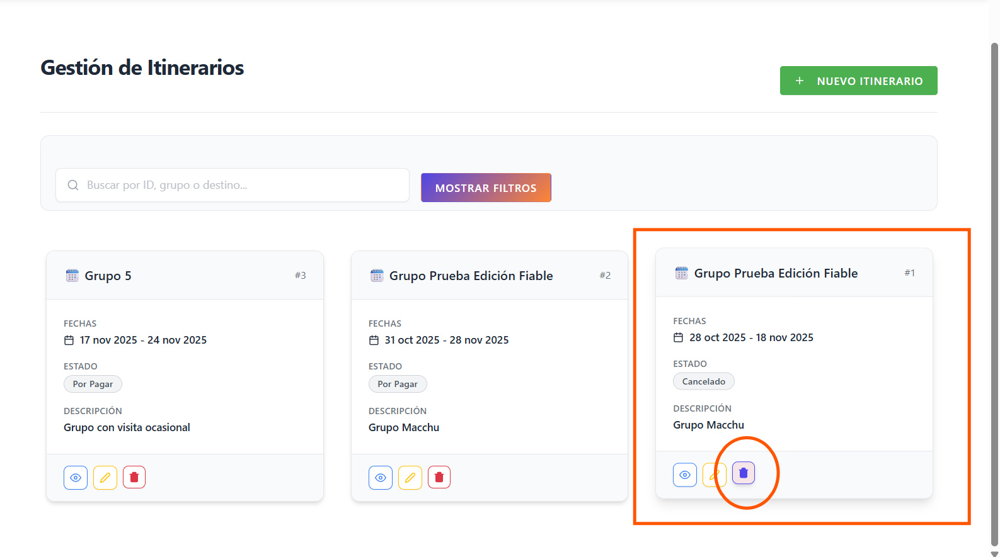 Gestión de Itinerarios
+ NUEVO ITINERARIO
Buscar por ID, grupo o destino...
MOSTRAR FILTROS
Grupo 5 #3
FECHAS
17 nov 2025 - 24 nov 2025
ESTADO
Por Pagar
DESCRIPCIÓN
Grupo con visita ocasional
Grupo Prueba Edición Fiable #2
FECHAS
31 oct 2025 - 28 nov 2025
ESTADO
Por Pagar
DESCRIPCIÓN
Grupo Macchu
Grupo Prueba Edición Fiable #1
FECHAS
28 oct 2025 - 18 nov 2025
ESTADO
Cancelado
DESCRIPCIÓN
Grupo Macchu